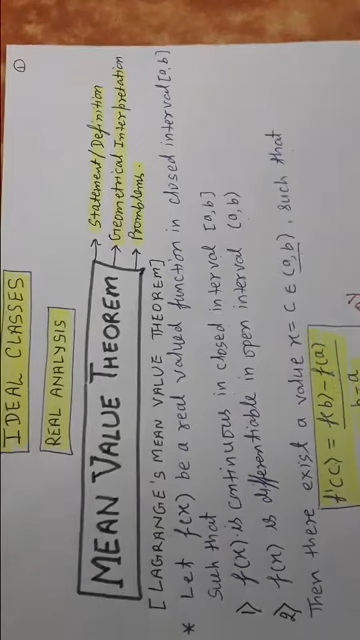 ①
IDEAL CLASSES
REAL ANALYSIS
MEAN VALUE THEOREM
→ Statement/Definition
→ Geometrical Interpretation
→ Bromblems.
[LAGRANGE'S MEAN VALUE THEOREM]
* Let f(x) be a real valued function in closed interval [a,b]
Such that
1) f(x) is continuous in closed interval [a,b]
2) f(x) is differentiable in open interval (a,b)
Then there exist a value x = c ∈ (a,b), such that
f'(c) = f(b) - f(a)
b - a